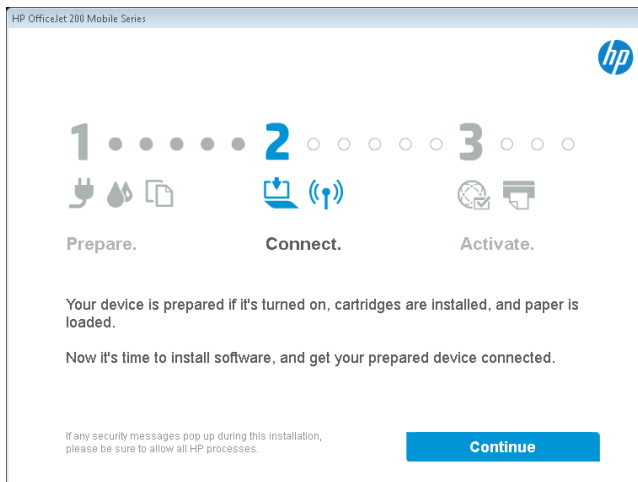 HP OfficeJet 200 Mobile Series
hp
1 2 3
Prepare. Connect. Activate.
Your device is prepared if it's turned on, cartridges are installed, and paper is
loaded.
Now it's time to install software, and get your prepared device connected.
If any security messages pop up during this installation,
please be sure to allow all HP processes.
Continue